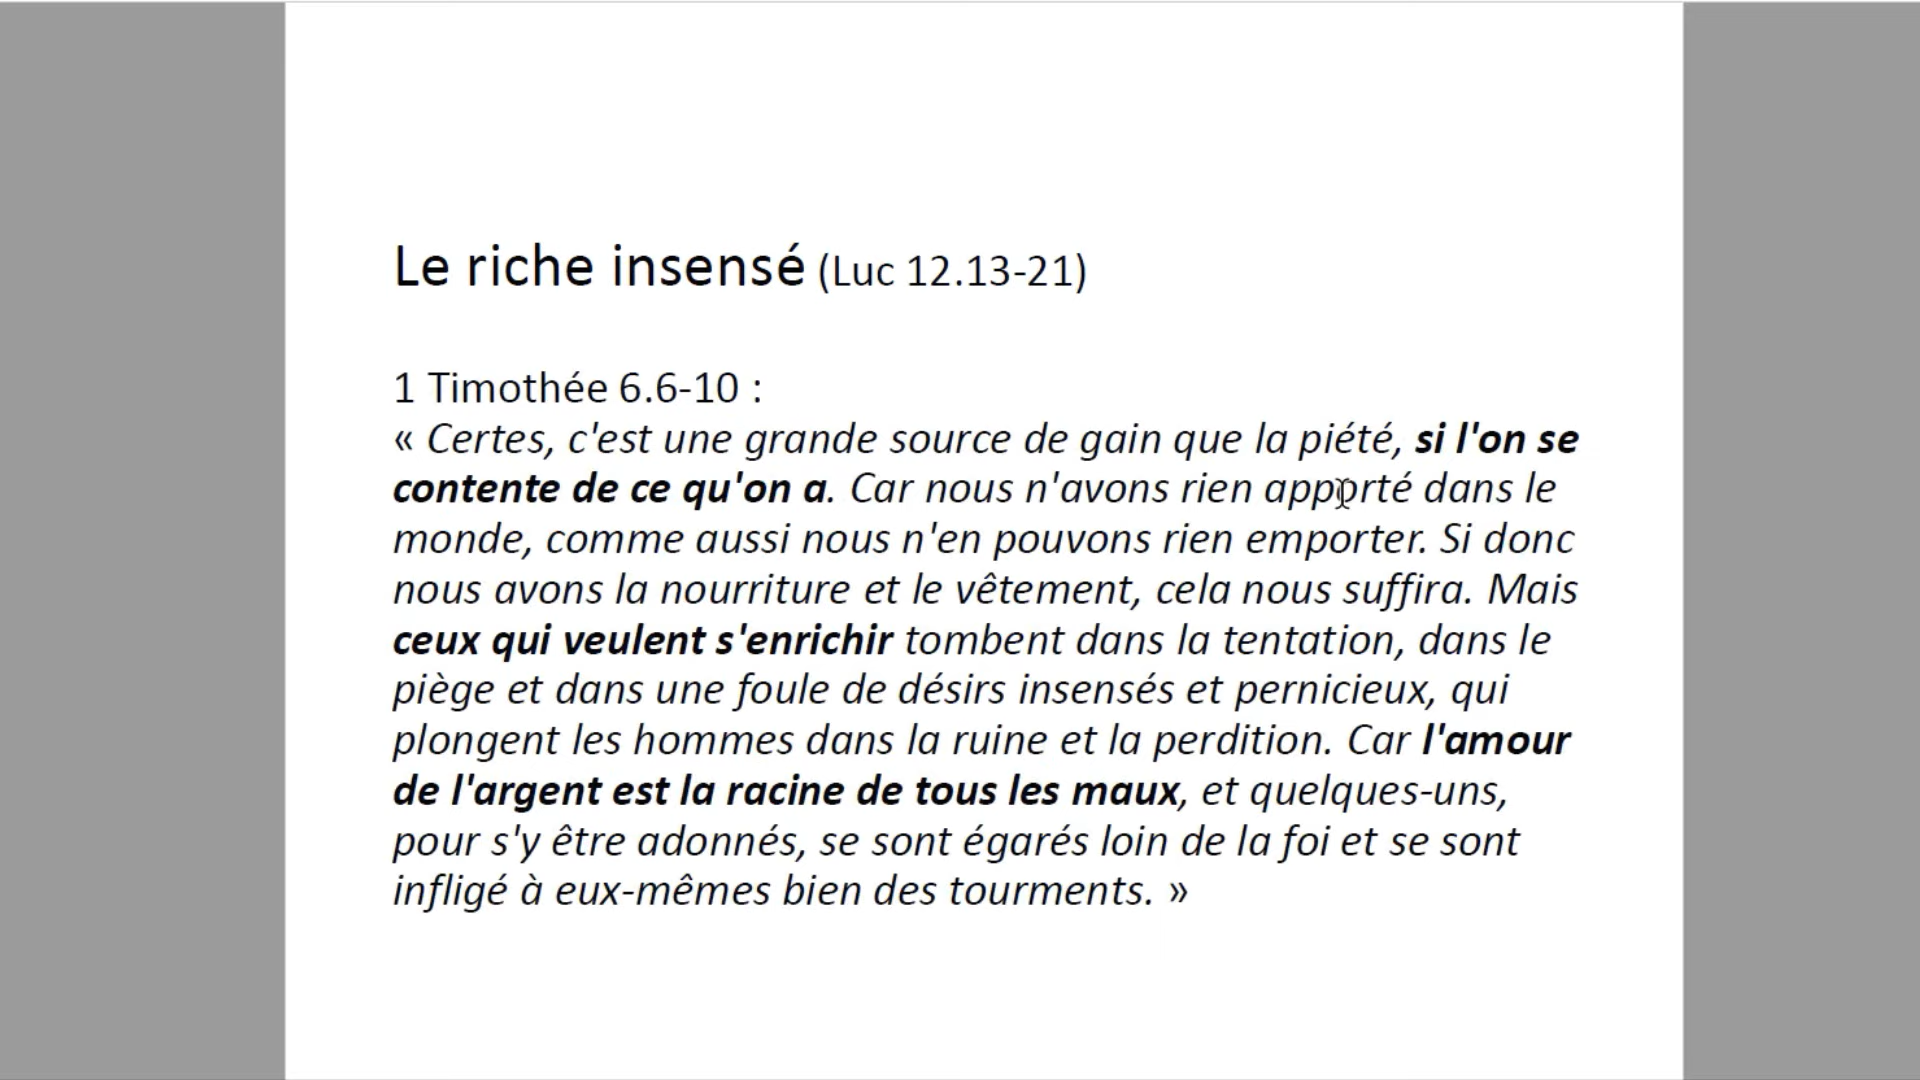 Le riche insensé (Luc 12.13-21)
1 Timothée 6.6-10 :
« Certes, c'est une grande source de gain que la piété, si l'on se
contente de ce qu'on a. Car nous n'avons rien apporté dans le
monde, comme aussi nous n'en pouvons rien emporter. Si donc
nous avons la nourriture et le vêtement, cela nous suffira. Mais
ceux qui veulent s'enrichir tombent dans la tentation, dans le
piège et dans une foule de désirs insensés et pernicieux, qui
plongent les hommes dans la ruine et la perdition. Car l'amour
de l'argent est la racine de tous les maux, et quelques-uns,
pour s'y être adonnés, se sont égarés loin de la foi et se sont
infligé à eux-mêmes bien des tourments. »